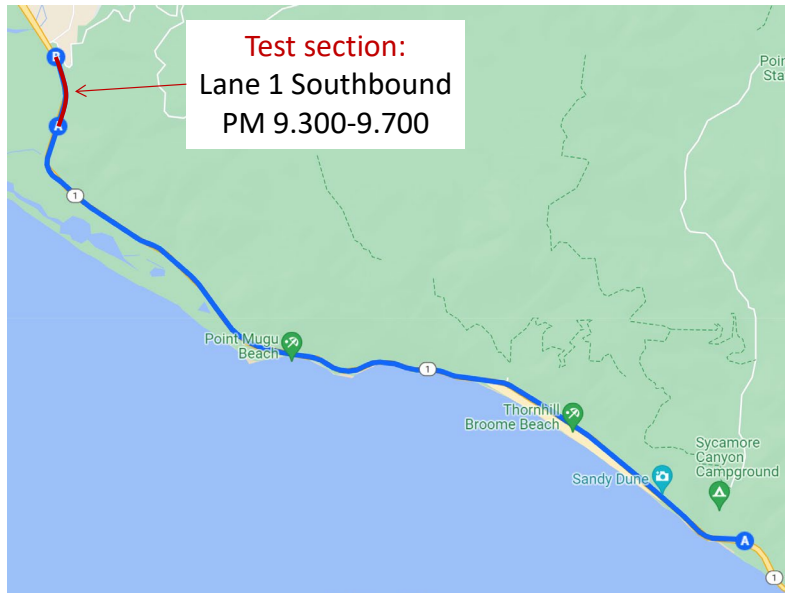 Test section:
Lane 1 Southbound
PM 9.300-9.700
B
A
1
Point Mugu
Beach
1
Thornhill
Broome Beach
Sycamore
Canyon
Campground
Sandy Dune
A
1